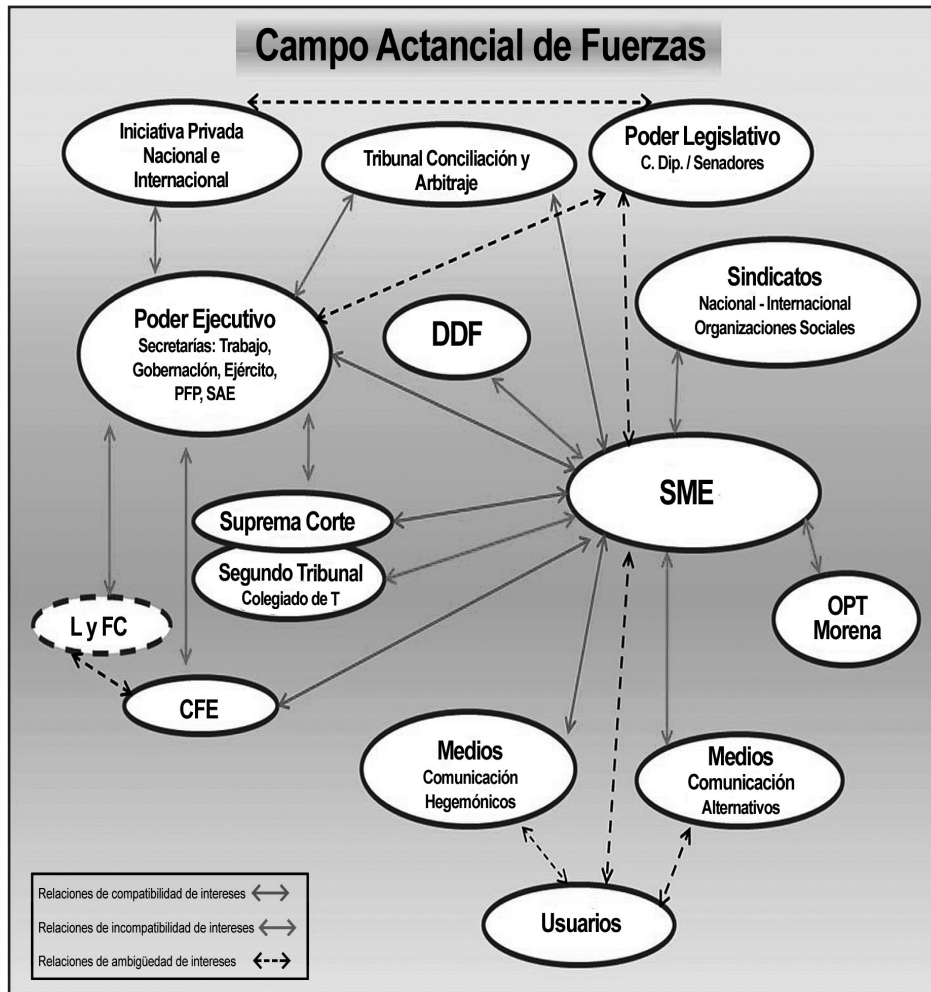 Campo Actancial de Fuerzas
Iniciativa Privada
Nacional e
Internacional
Tribunal Conciliación y
Arbitraje
Poder Legislativo
C. Dip. / Senadores
Poder Ejecutivo
Secretarías: Trabajo,
Gobernación, Ejército,
PFP, SAE
DDF
Sindicatos
Nacional - Internacional
Organizaciones Sociales
SME
Suprema Corte
Segundo Tribunal
Colegiado de T
L y FC
CFE
OPT
Morena
Medios
Comunicación
Hegemónicos
Medios
Comunicación
Alternativos
Usuarios
Relaciones de compatibilidad de intereses
Relaciones de incompatibilidad de intereses
Relaciones de ambigüedad de intereses